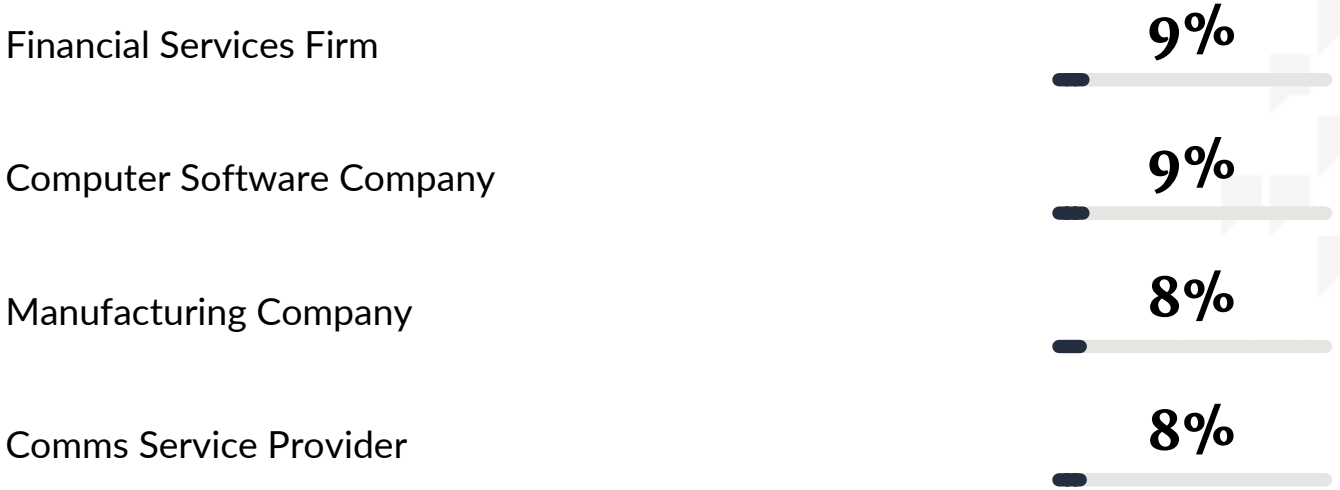 Financial Services Firm 9%
Computer Software Company 9%
Manufacturing Company 8%
Comms Service Provider 8%